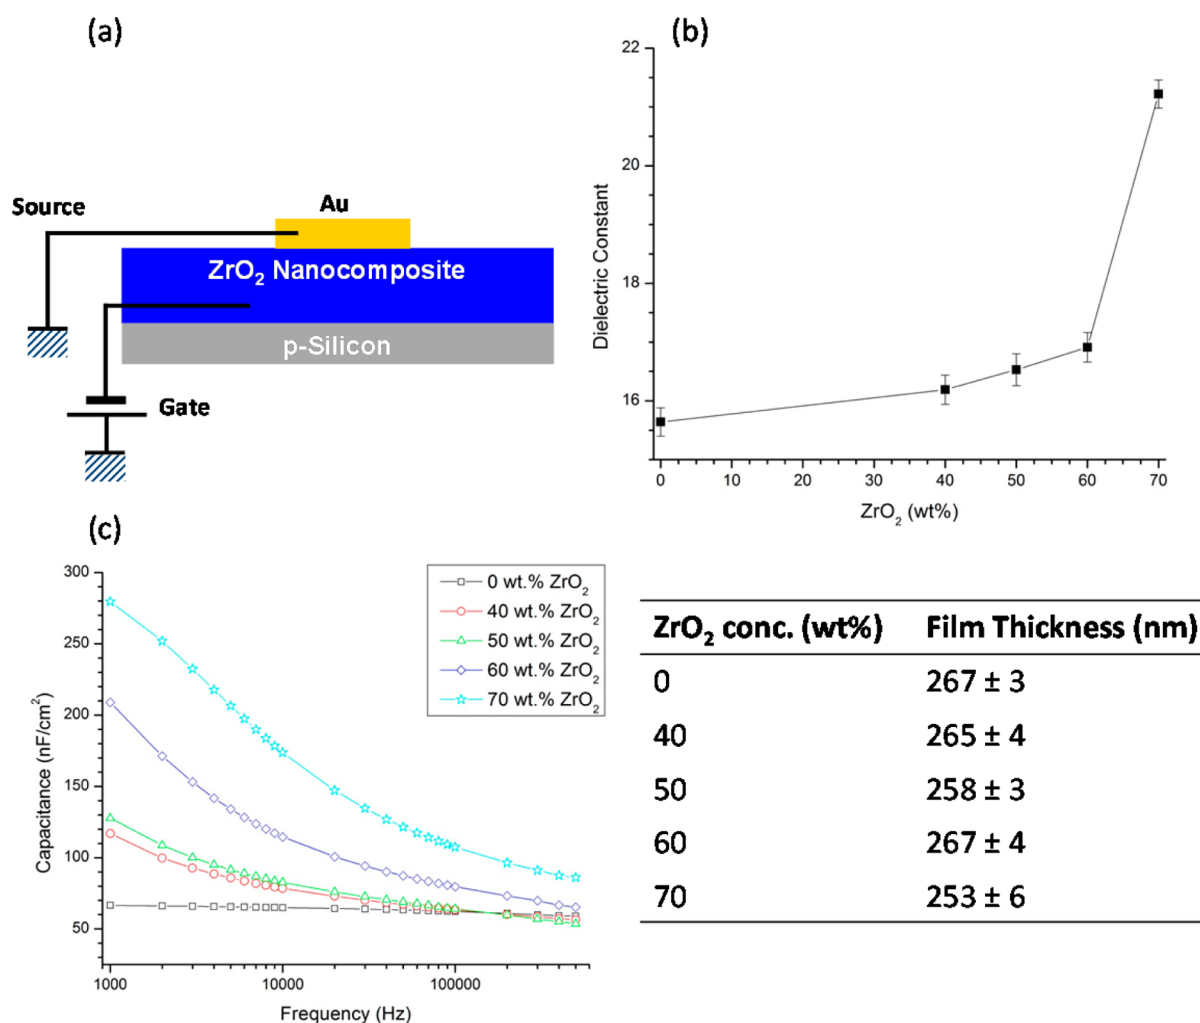 (a)
Source
Au
ZrO₂ Nanocomposite
p-Silicon
Gate
(b)
22
20
18
16
Dielectric Constant
0 10 20 30 40 50 60 70
ZrO₂ (wt%)
(c)
300
250
200
150
100
50
Capacitance (nF/cm²)
1000 10000 100000
Frequency (Hz)
0 wt.% ZrO₂
40 wt.% ZrO₂
50 wt.% ZrO₂
60 wt.% ZrO₂
70 wt.% ZrO₂
ZrO₂ conc. (wt%) Film Thickness (nm)
0 267 ± 3
40 265 ± 4
50 258 ± 3
60 267 ± 4
70 253 ± 6